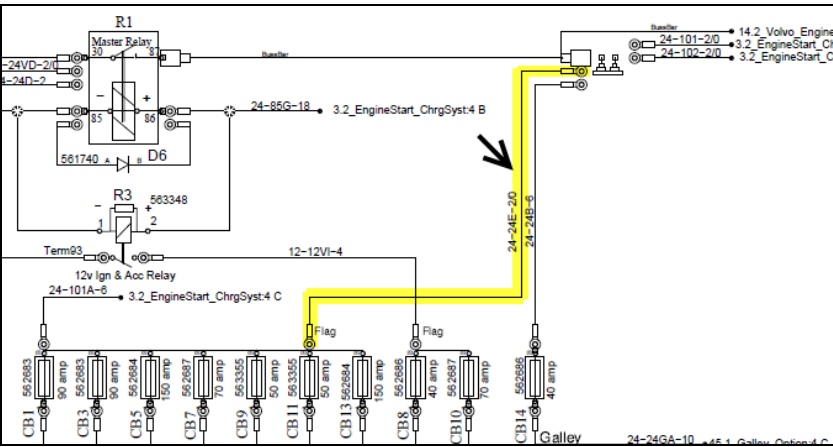 R1
Master Relay
30
87
BussBar
BussBar
14.2_Volvo_Engine
24-101-2/0
3.2_EngineStart_Ch
24-102-2/0
3.2_EngineStart_C
-24VD-2/0
4-24D-2
- +
85
86
24-85G-18
3.2_EngineStart_ChrgSyst:4 B
561740 A B D6
R3
- + 563348
1 2
24-24E-2/0
24-24B-6
Term93
12-12VI-4
12v Ign & Acc Relay
24-101A-6
3.2_EngineStart_ChrgSyst:4 C
Flag
Flag
562683 90 amp
562683 90 amp
562684 150 amp
562687 70 amp
563355 50 amp
563355 50 amp
562684 150 amp
562686 40 amp
562687 70 amp
562686 40 amp
CB1
CB3
CB5
CB7
CB9
CB11
CB13
CB8
CB10
CB14
Galley
24-24GA-10
45.1_Galley_Option:4 C